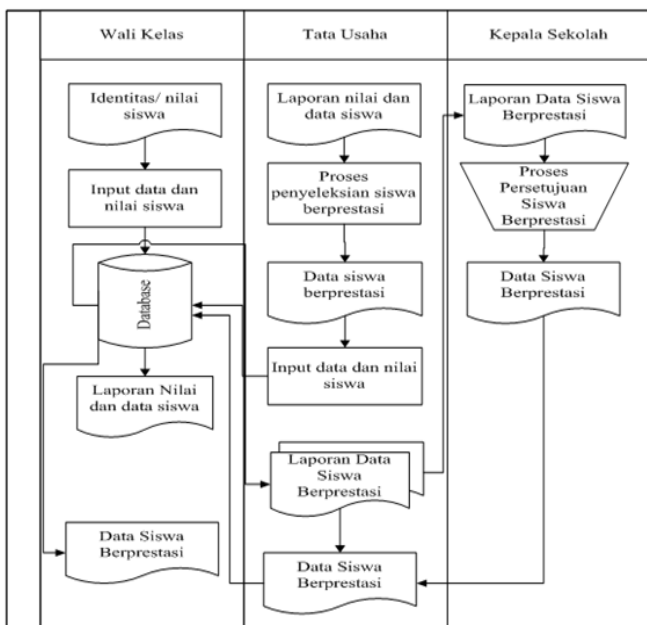 Wali Kelas
Tata Usaha
Kepala Sekolah
Identitas/ nilai
siswa
Input data dan
nilai siswa
Database
Laporan Nilai
dan data siswa
Data Siswa
Berprestasi
Laporan nilai dan
data siswa
Proses
penyeleksian siswa
berprestasi
Data siswa
berprestasi
Input data dan nilai
siswa
Laporan Data
Siswa
Berprestasi
Data Siswa
Berprestasi
Laporan Data Siswa
Berprestasi
Proses
Persetujuan
Siswa
Berprestasi
Data Siswa
Berprestasi